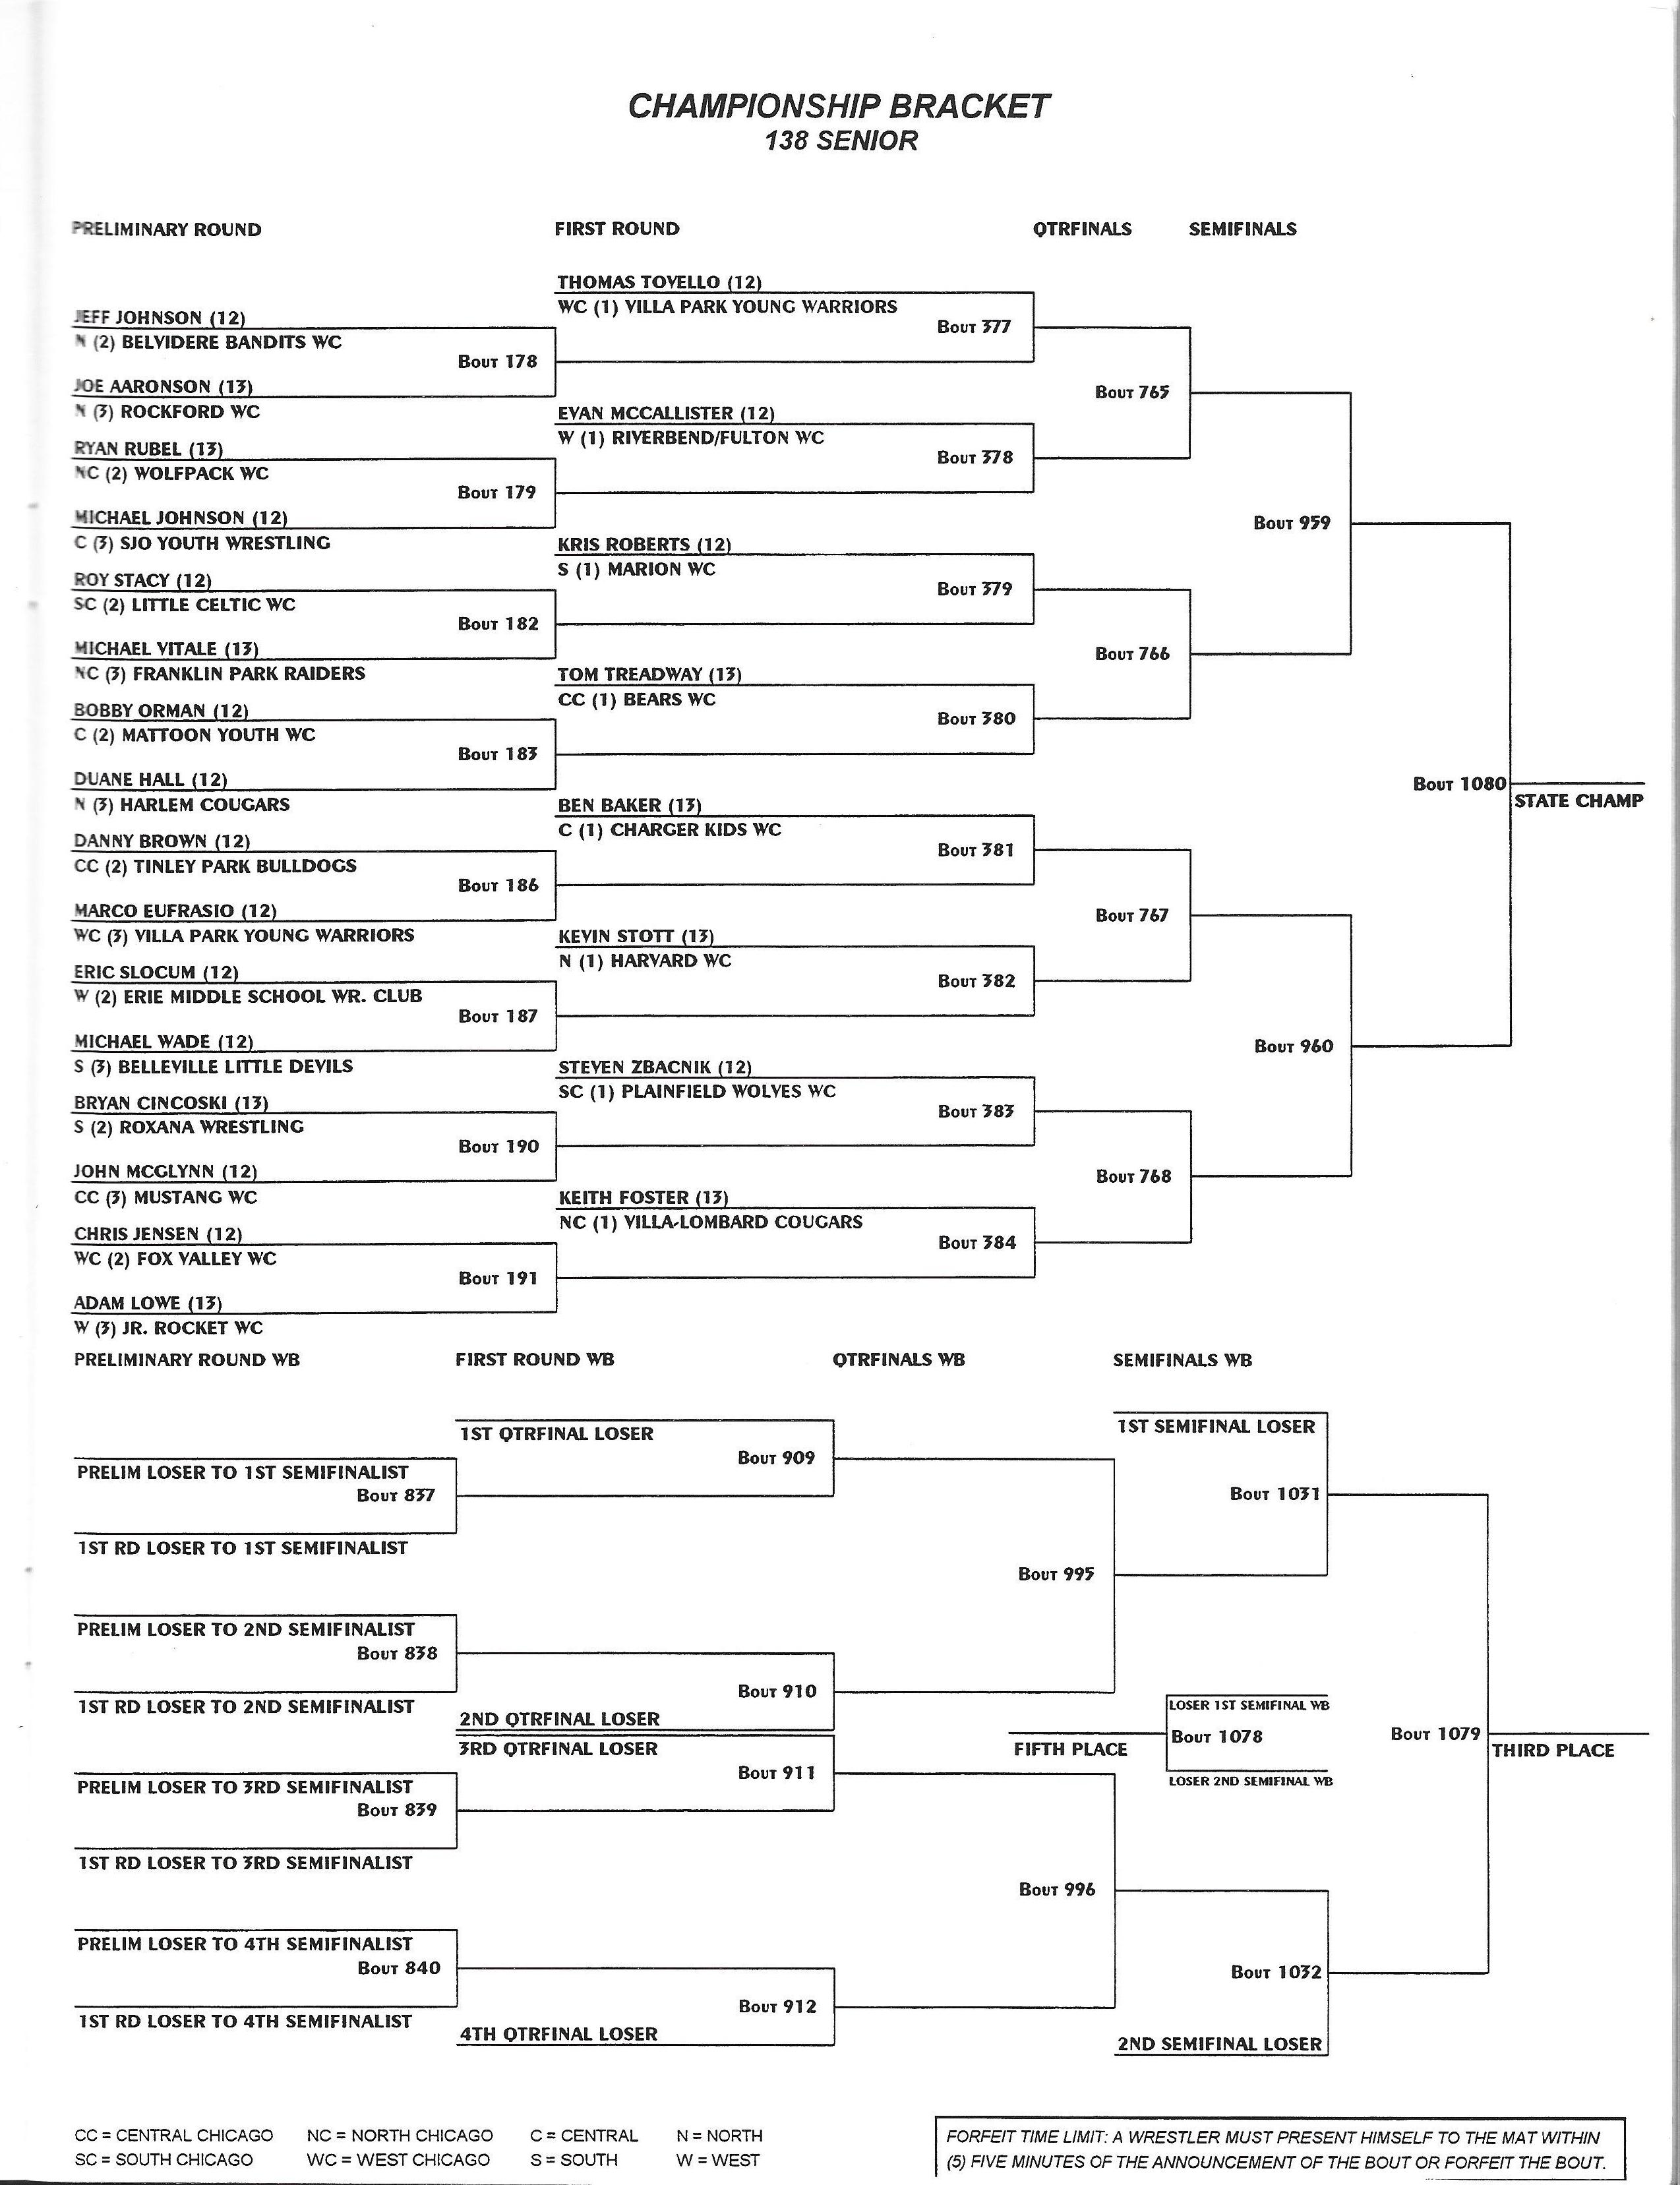 CHAMPIONSHIP BRACKET
138 SENIOR
PRELIMINARY ROUND
FIRST ROUND
QTRFINALS
SEMIFINALS
THOMAS TOVELLO (12)
WC (1) VILLA PARK YOUNG WARRIORS
BOUT 377
JEFF JOHNSON (12)
N (2) BELVIDERE BANDITS WC
BOUT 178
JOE AARONSON (13)
N (3) ROCKFORD WC
BOUT 765
EVAN MCCALLISTER (12)
W (1) RIVERBEND/FULTON WC
BOUT 378
RYAN RUBEL (13)
NC (2) WOLFPACK WC
BOUT 179
MICHAEL JOHNSON (12)
C (3) SJO YOUTH WRESTLING
BOUT 959
KRIS ROBERTS (12)
S (1) MARION WC
BOUT 379
ROY STACY (12)
SC (2) LITTLE CELTIC WC
BOUT 182
MICHAEL VITALE (13)
NC (3) FRANKLIN PARK RAIDERS
BOUT 766
TOM TREADWAY (13)
CC (1) BEARS WC
BOUT 380
BOBBY ORMAN (12)
C (2) MATTOON YOUTH WC
BOUT 183
DUANE HALL (12)
N (3) HARLEM COUGARS
BOUT 1080
STATE CHAMP
BEN BAKER (13)
C (1) CHARGER KIDS WC
BOUT 381
DANNY BROWN (12)
CC (2) TINLEY PARK BULLDOGS
BOUT 186
MARCO EUFRASIO (12)
WC (3) VILLA PARK YOUNG WARRIORS
BOUT 767
KEVIN STOTT (13)
N (1) HARVARD WC
BOUT 382
ERIC SLOCUM (12)
W (2) ERIE MIDDLE SCHOOL WR. CLUB
BOUT 187
MICHAEL WADE (12)
S (3) BELLEVILLE LITTLE DEVILS
BOUT 960
STEVEN ZBACNIK (12)
SC (1) PLAINFIELD WOLVES WC
BOUT 383
BRYAN CINCOSKI (13)
S (2) ROXANA WRESTLING
BOUT 190
JOHN MCGLYNN (12)
CC (3) MUSTANG WC
BOUT 768
KEITH FOSTER (13)
NC (1) VILLA-LOMBARD COUGARS
BOUT 384
CHRIS JENSEN (12)
WC (2) FOX VALLEY WC
BOUT 191
ADAM LOWE (13)
W (3) JR. ROCKET WC
PRELIMINARY ROUND WB
FIRST ROUND WB
QTRFINALS WB
SEMIFINALS WB
1ST QTRFINAL LOSER
BOUT 909
1ST SEMIFINAL LOSER
PRELIM LOSER TO 1ST SEMIFINALIST
BOUT 837
1ST RD LOSER TO 1ST SEMIFINALIST
BOUT 1031
BOUT 995
PRELIM LOSER TO 2ND SEMIFINALIST
BOUT 838
1ST RD LOSER TO 2ND SEMIFINALIST
BOUT 910
2ND QTRFINAL LOSER
LOSER 1ST SEMIFINAL WB
BOUT 1078
FIFTH PLACE
LOSER 2ND SEMIFINAL WB
BOUT 1079
THIRD PLACE
3RD QTRFINAL LOSER
BOUT 911
PRELIM LOSER TO 3RD SEMIFINALIST
BOUT 839
1ST RD LOSER TO 3RD SEMIFINALIST
BOUT 996
PRELIM LOSER TO 4TH SEMIFINALIST
BOUT 840
1ST RD LOSER TO 4TH SEMIFINALIST
BOUT 912
4TH QTRFINAL LOSER
BOUT 1032
2ND SEMIFINAL LOSER
CC = CENTRAL CHICAGO NC = NORTH CHICAGO C = CENTRAL N = NORTH
SC = SOUTH CHICAGO WC = WEST CHICAGO S = SOUTH W = WEST
FORFEIT TIME LIMIT: A WRESTLER MUST PRESENT HIMSELF TO THE MAT WITHIN
(5) FIVE MINUTES OF THE ANNOUNCEMENT OF THE BOUT OR FORFEIT THE BOUT.